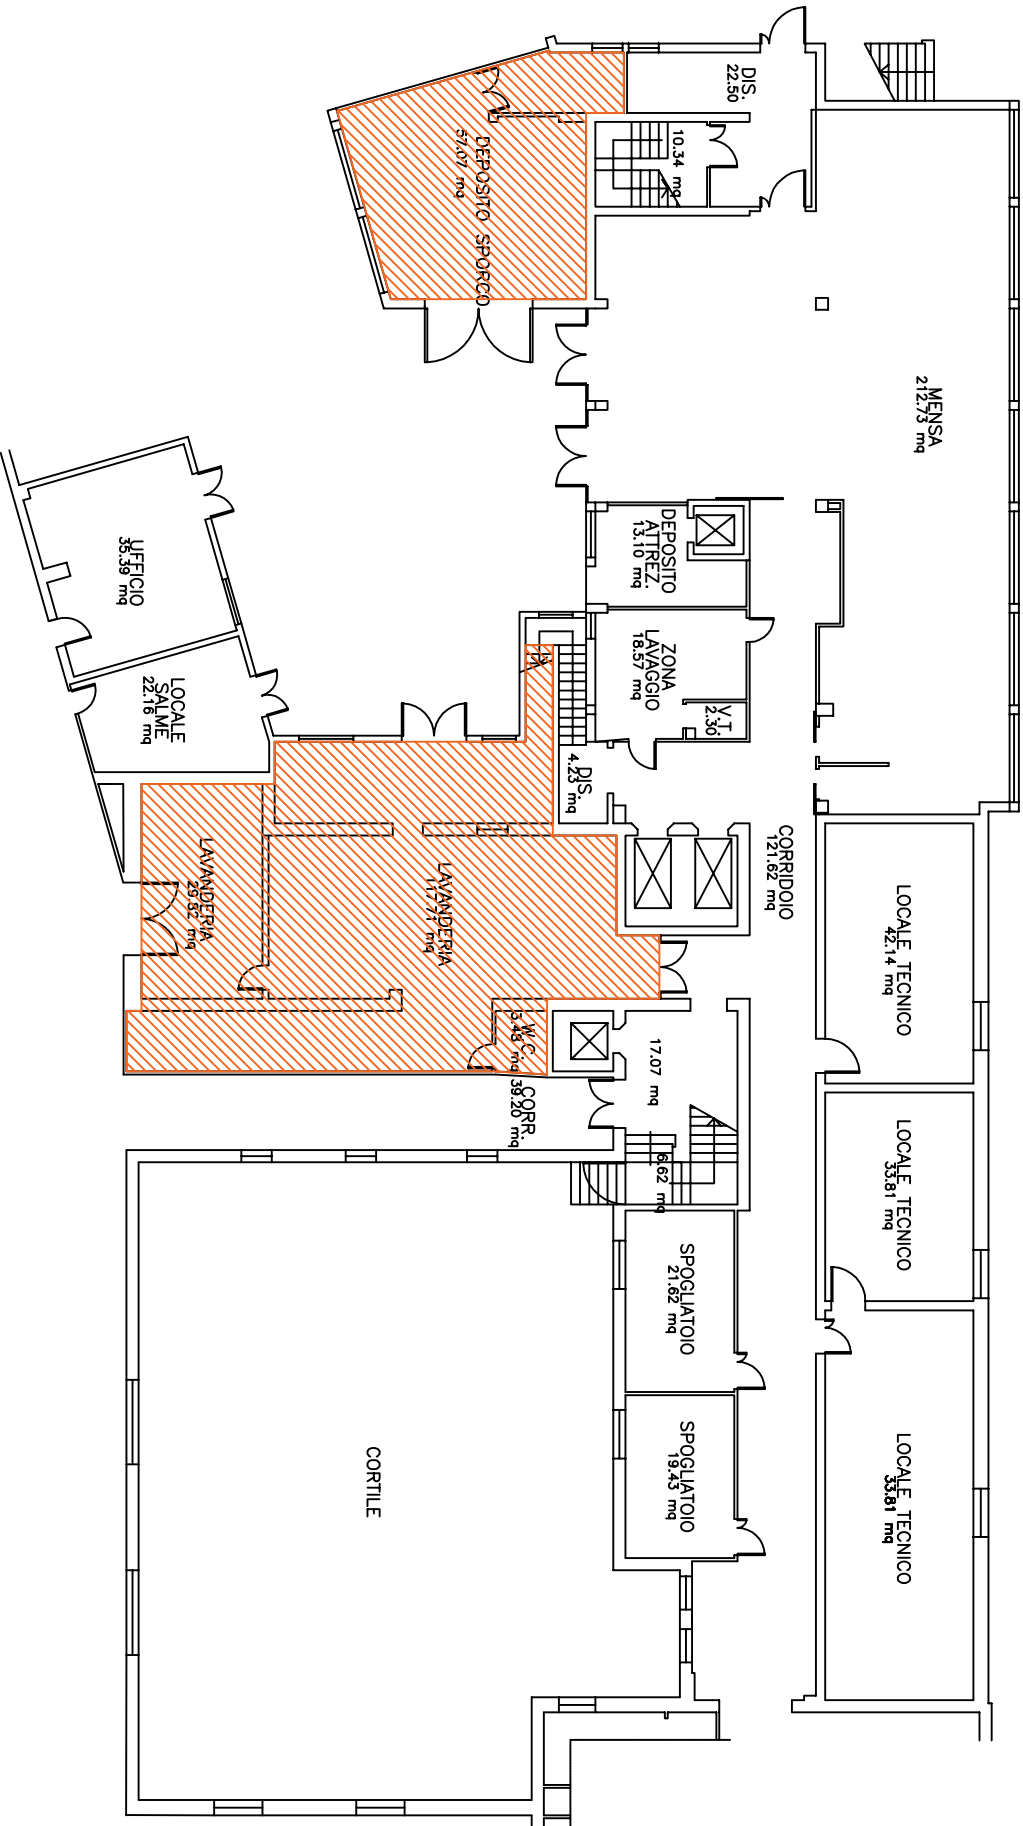 DIS.
22.50
10.34 mq
DEPOSITO SPORCO
57.07 mq
MENSA
212.73 mq
DEPOSITO
ATTREZ.
13.10 mq
ZONA
LAVAGGIO
18.57 mq
V.T.
2.30
DIS.
4.23 mq
UFFICIO
35.39 mq
LOCALE
SALME
22.16 mq
CORRIDOIO
121.62 mq
LAVANDERIA
29.82 mq
LAVANDERIA
LOCALE TECNICO
42.14 mq
W.C.
CORR.
39.20 mq
17.07 mq
6.62 mq
LOCALE TECNICO
33.81 mq
SPOGLIATOIO
21.62 mq
SPOGLIATOIO
19.43 mq
LOCALE TECNICO
33.81 mq
CORTILE